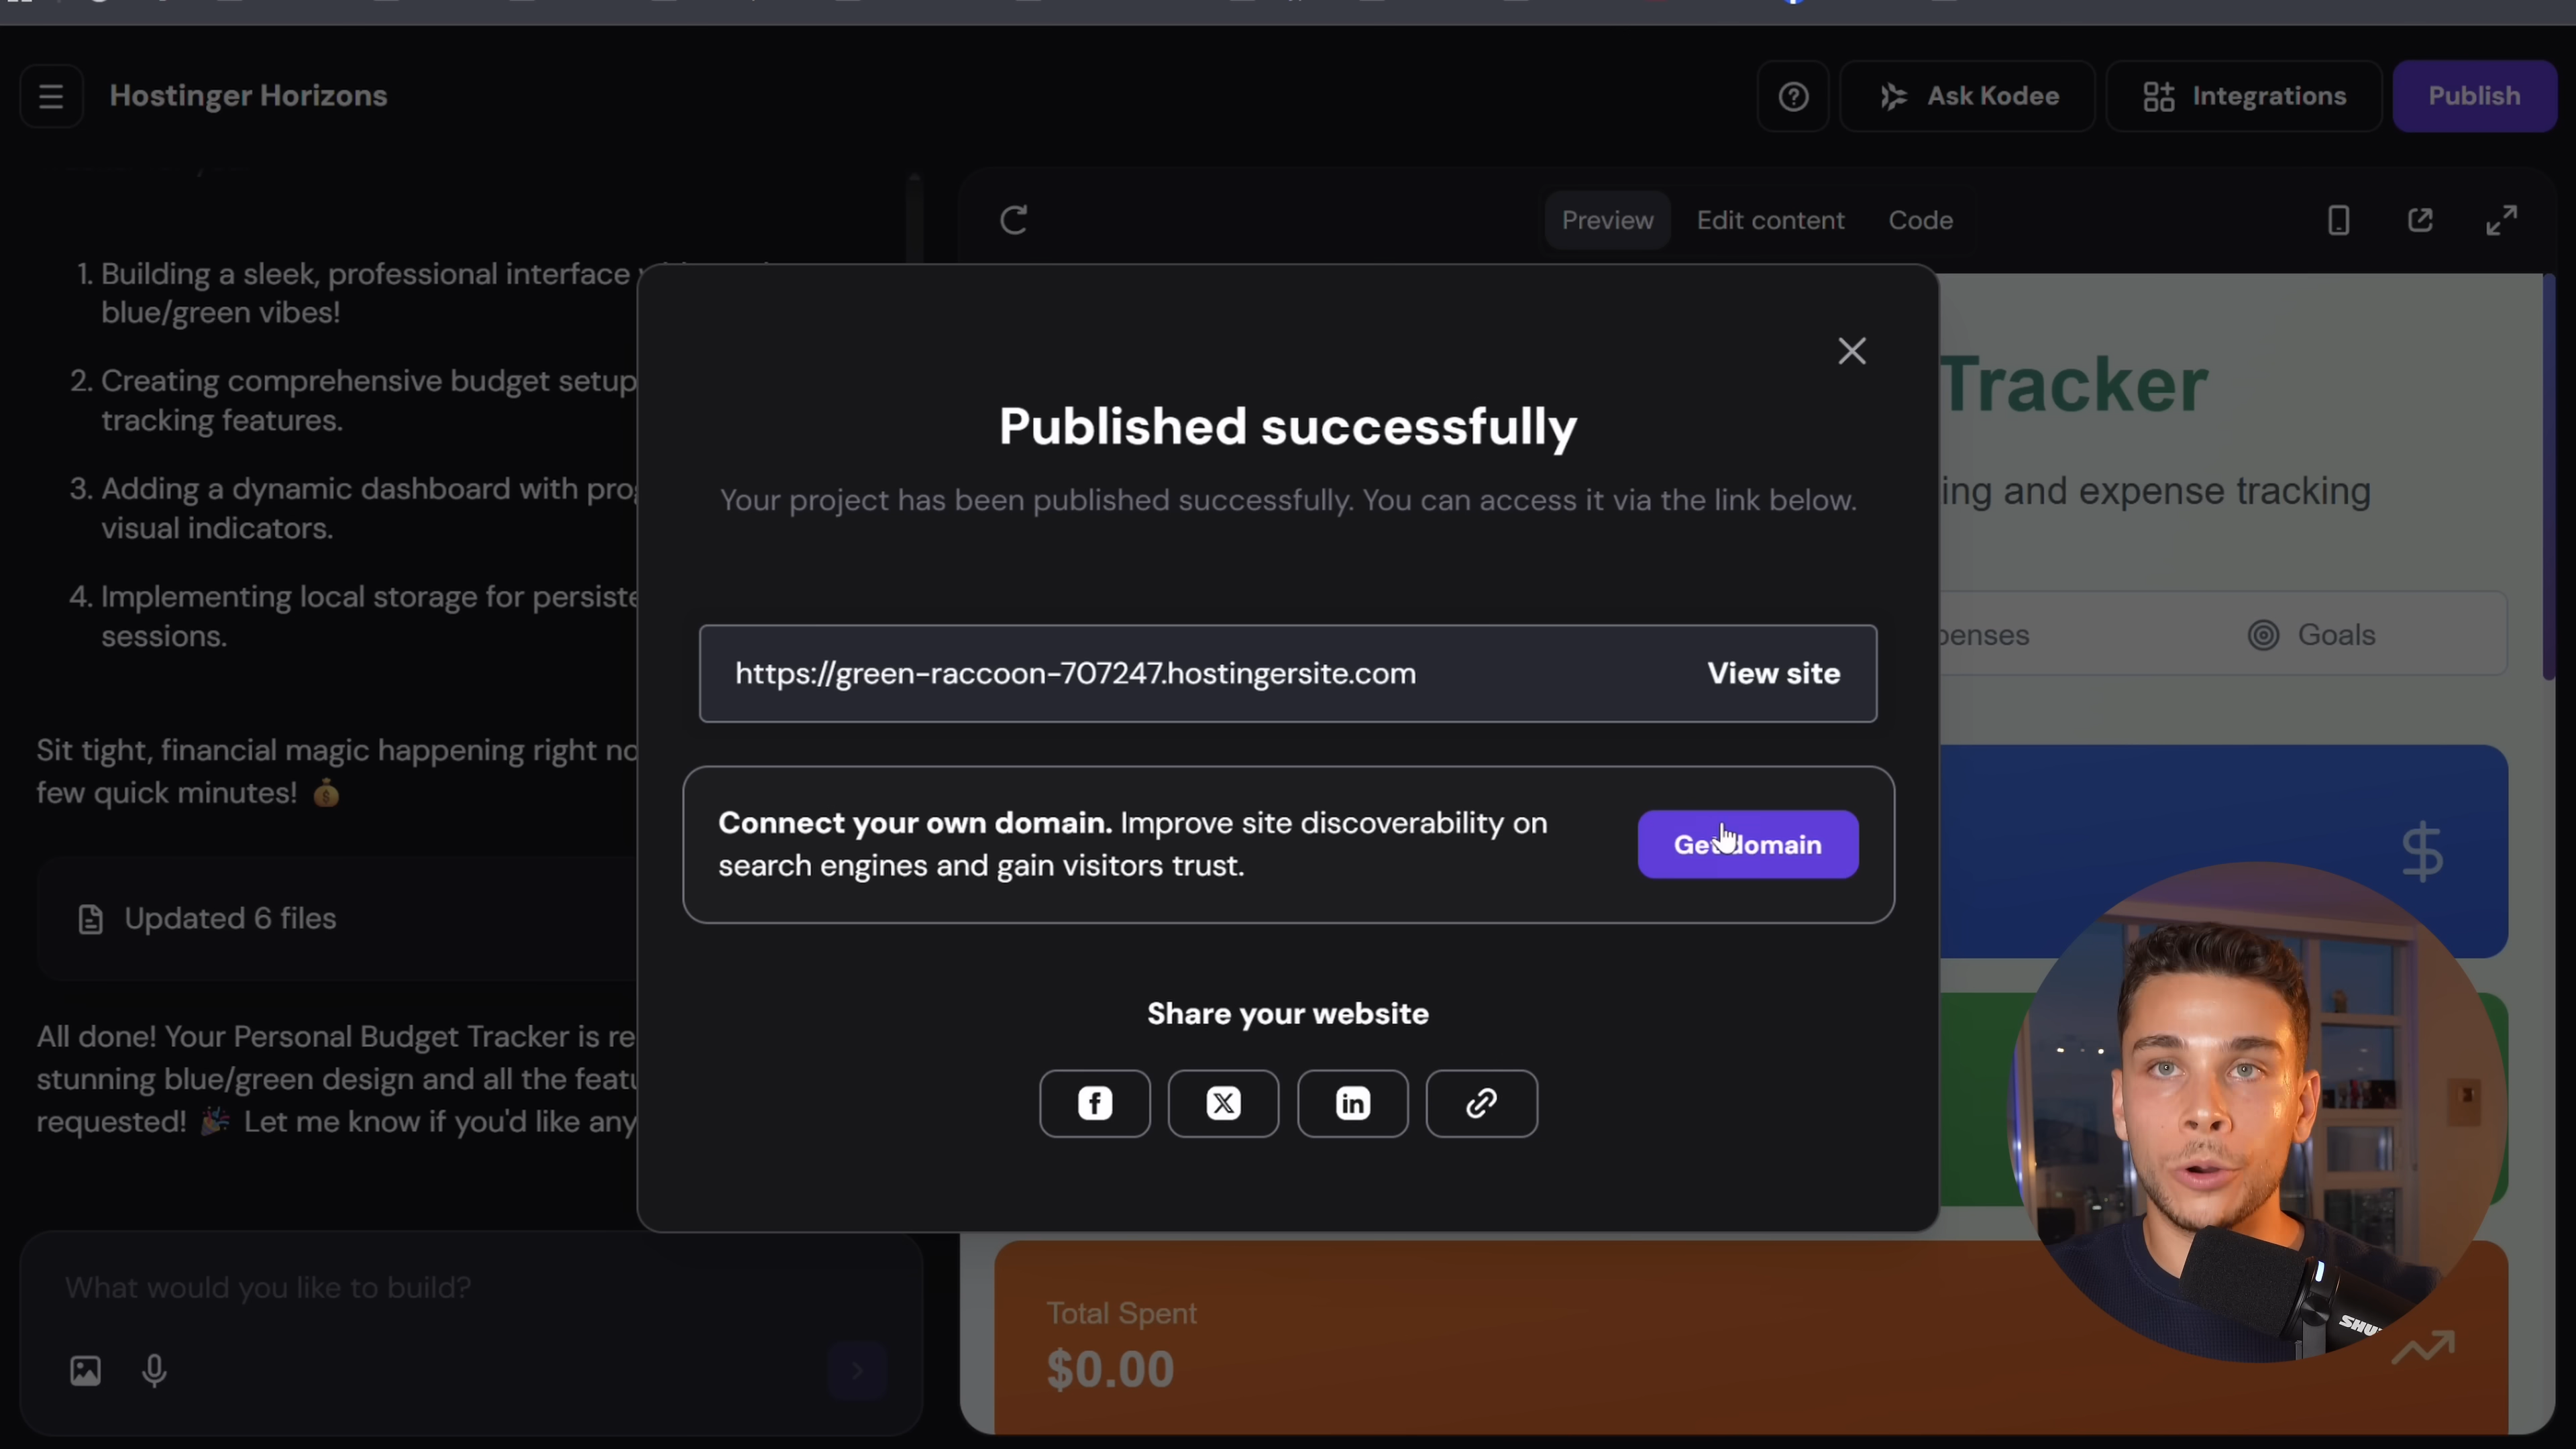 Hostinger Horizons
Ask Kodee
Integrations
Publish
Preview
Edit content
Code
1. Building a sleek, professional interface
blue/green vibes!
2. Creating comprehensive budget setup
tracking features.
3. Adding a dynamic dashboard with
visual indicators.
4. Implementing local storage for
sessions.
Sit tight, financial magic happening right
few quick minutes! 💰
Updated 6 files
All done! Your Personal Budget Tracker is
stunning blue/green design and all the
requested! 🎉 Let me know if you'd like any
What would you like to build?
Published successfully
Your project has been published successfully. You can access it via the link below.
https://green-raccoon-707247.hostingersite.com
View site
Connect your own domain. Improve site discoverability on
search engines and gain visitors trust.
Get domain
Share your website
Tracker
ing and expense tracking
penses
Goals
$
Total Spent
$0.00
SHU